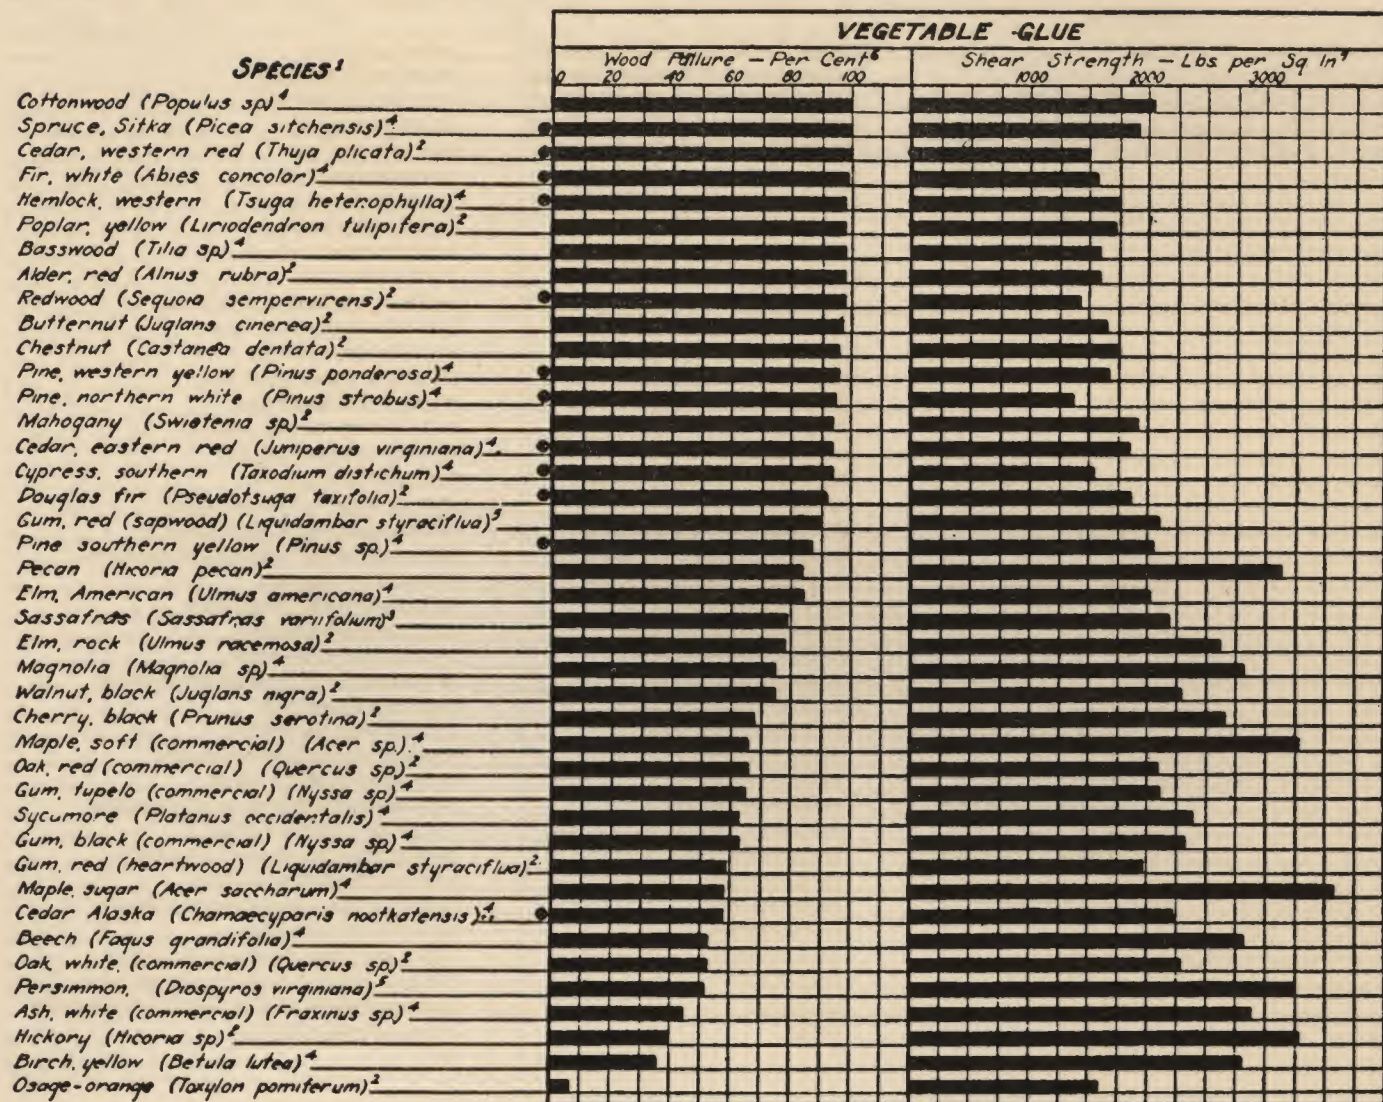 VEGETABLE -GLUE
SPECIES¹
Wood Failure — Per Cent⁶
Shear Strength — Lbs. per Sq In⁷
0 20 40 60 80 100
1000 2000 3000
Cottonwood (Populus sp.)⁴
Spruce, Sitka (Picea sitchensis)⁴
Cedar, western red (Thuja plicata)²
Fir, white (Abies concolor)⁴
Hemlock, western (Tsuga heterophylla)⁴
Poplar, yellow (Liriodendron tulipifera)²
Basswood (Tilia sp.)⁴
Alder, red (Alnus rubra)²
Redwood (Sequoia sempervirens)²
Butternut (Juglans cinerea)²
Chestnut (Castanea dentata)²
Pine, western yellow (Pinus ponderosa)⁴
Pine, northern white (Pinus strobus)⁴
Mahogany (Swietenia sp.)²
Cedar, eastern red (Juniperus virginiana)⁴
Cypress, southern (Taxodium distichum)⁴
Douglas fir (Pseudotsuga taxifolia)²
Gum, red (sapwood) (Liquidambar styraciflua)⁵
Pine southern yellow (Pinus sp.)⁴
Pecan (Hicoria pecan)²
Elm, American (Ulmus americana)⁴
Sassafras (Sassafras variifolium)³
Elm, rock (Ulmus racemosa)²
Magnolia (Magnolia sp.)⁴
Walnut, black (Juglans nigra)²
Cherry, black (Prunus serotina)²
Maple, soft (commercial) (Acer sp.)⁴
Oak, red (commercial) (Quercus sp.)²
Gum, tupelo (commercial) (Nyssa sp.)⁴
Sycamore (Platanus occidentalis)⁴
Gum, black (commercial) (Nyssa sp.)⁴
Gum, red (heartwood) (Liquidambar styraciflua)²
Maple, sugar (Acer saccharum)⁴
Cedar Alaska (Chamaecyparis nootkatensis)⁴
Beech (Fagus grandifolia)⁴
Oak, white, (commercial) (Quercus sp.)²
Persimmon, (Diospyros virginiana)⁵
Ash, white (commercial) (Fraxinus sp.)⁴
Hickory (Hicoria sp.)²
Birch, yellow (Betula lutea)⁴
Osage-orange (Toxylon pomiferum)²